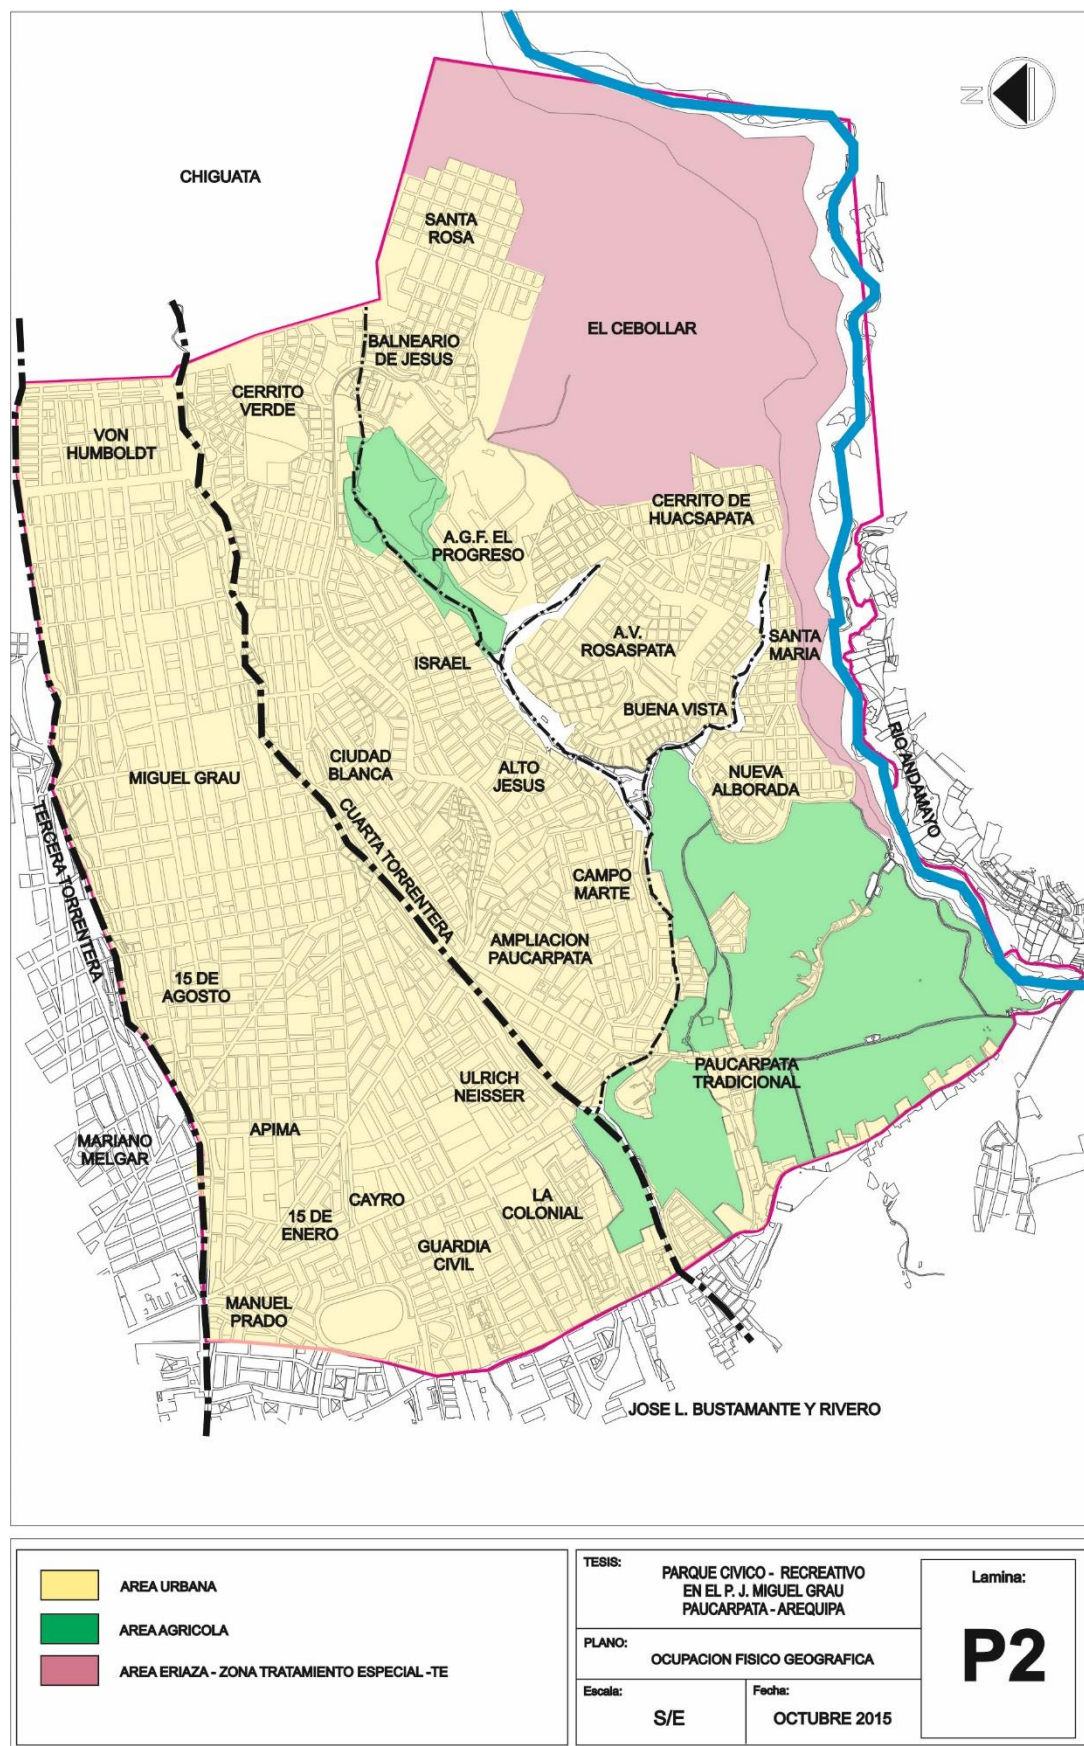 N
CHIGUATA
SANTA
ROSA
EL CEBOLLAR
BALNEARIO
DE JESUS
CERRITO
VERDE
VON
HUMBOLDT
CERRITO DE
HUACSAPATA
A.G.F. EL
PROGRESO
A.V.
ROSASPATA
SANTA
MARIA
ISRAEL
BUENA VISTA
RIO ANDAMAYO
CIUDAD
BLANCA
MIGUEL GRAU
ALTO
JESUS
NUEVA
ALBORADA
TERCERA TORRENTERA
CUARTA TORRENTERA
CAMPO
MARTE
AMPLIACION
PAUCARPATA
15 DE
AGOSTO
PAUCARPATA
TRADICIONAL
ULRICH
NEISSER
APIMA
MARIANO
MELGAR
CAYRO
LA
COLONIAL
15 DE
ENERO
GUARDIA
CIVIL
MANUEL
PRADO
JOSE L. BUSTAMANTE Y RIVERO
AREA URBANA
AREA AGRICOLA
AREA ERIAZA - ZONA TRATAMIENTO ESPECIAL -TE
TESIS:
PARQUE CIVICO - RECREATIVO
EN EL P. J. MIGUEL GRAU
PAUCARPATA - AREQUIPA
PLANO:
OCUPACION FISICO GEOGRAFICA
Escala:
S/E
Fecha:
OCTUBRE 2015
Lamina:
P2